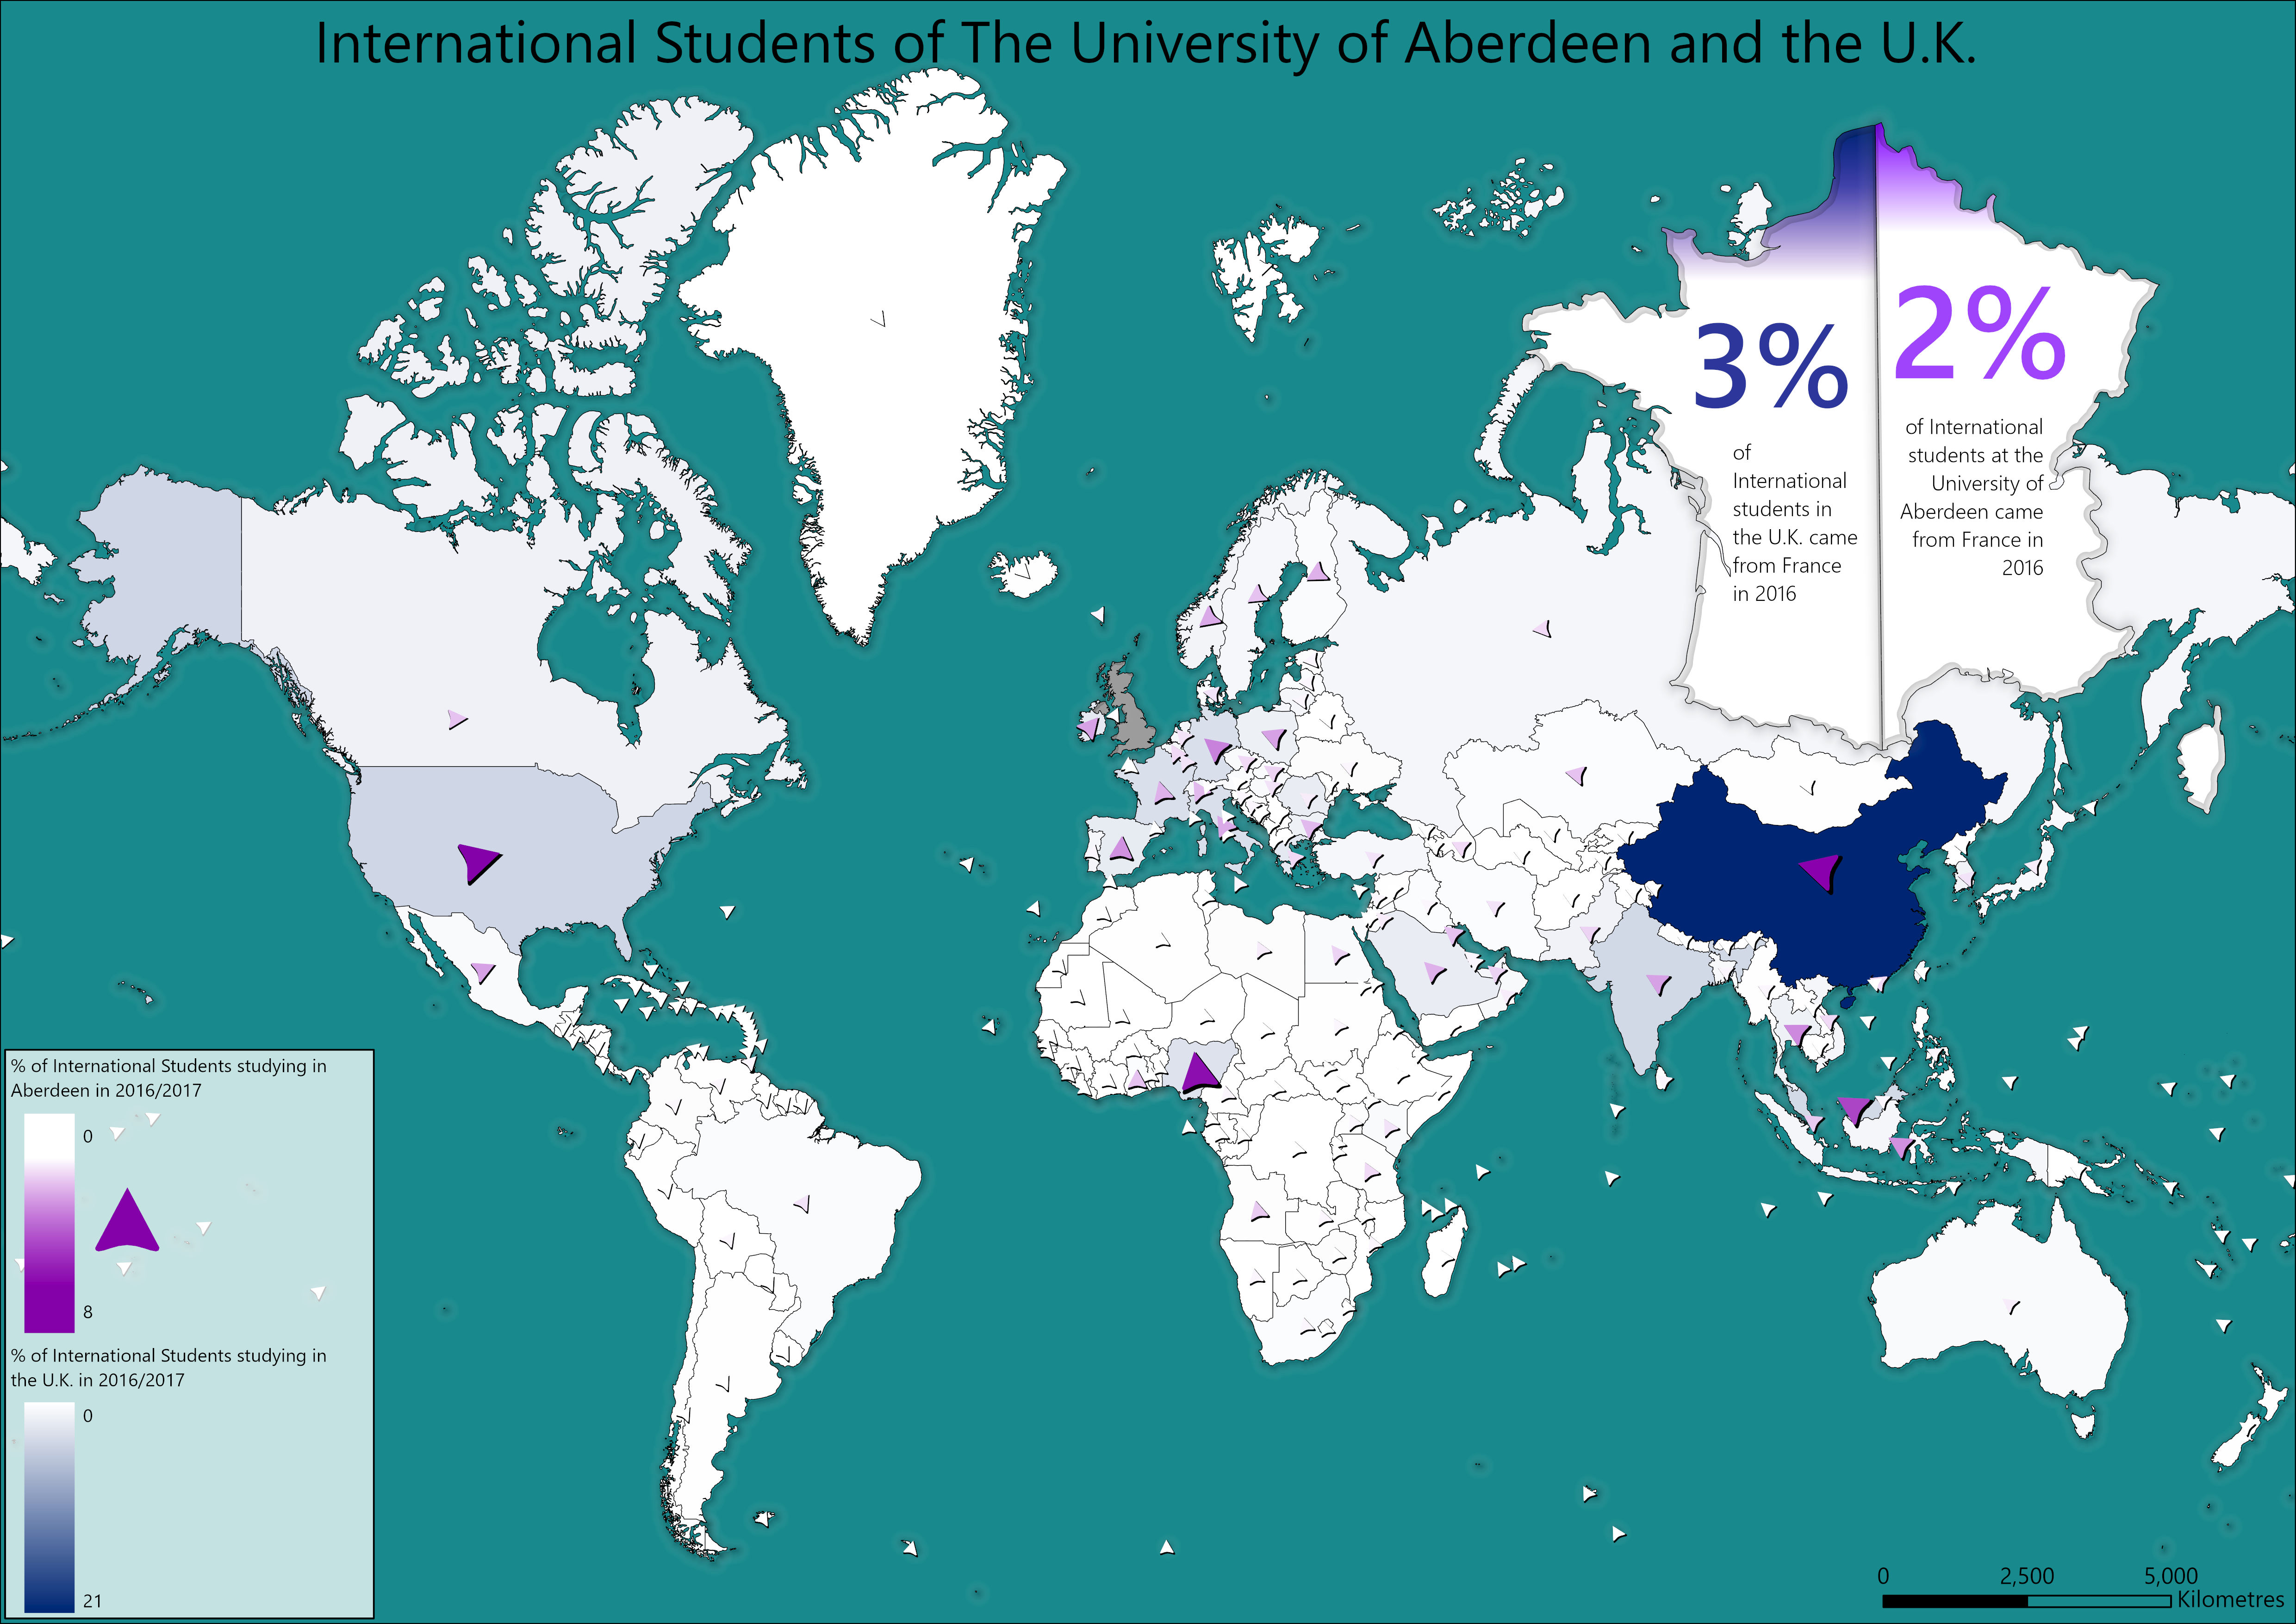 International Students of The University of Aberdeen and the U.K.
3%
of
International
students in
the U.K. came
from France
in 2016
2%
of International
students at the
University of
Aberdeen came
from France in
2016
% of International Students studying in
Aberdeen in 2016/2017
0
8
% of International Students studying in
the U.K. in 2016/2017
0
21
0 2,500 5,000
Kilometres